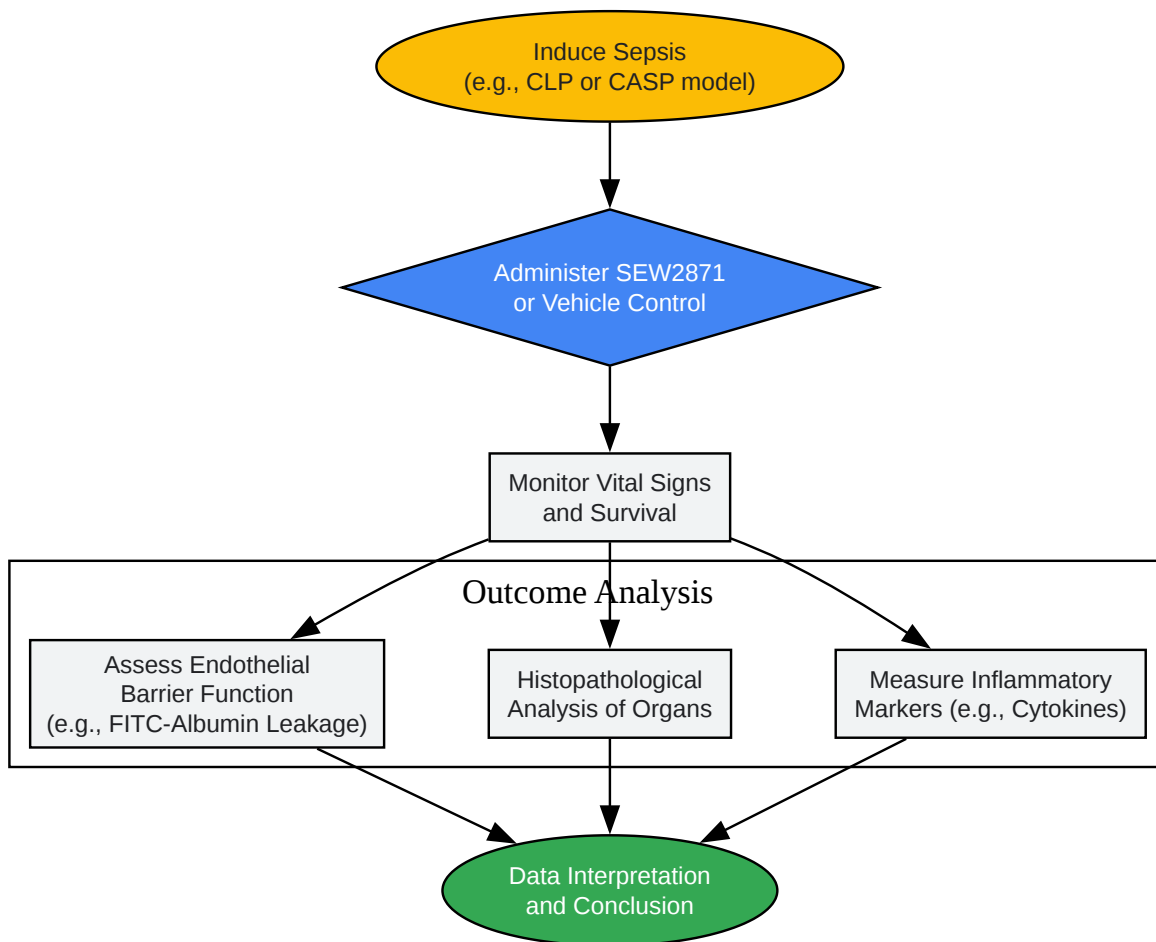 Induce Sepsis
(e.g., CLP or CASP model)
Administer SEW2871
or Vehicle Control
Monitor Vital Signs
and Survival
Outcome Analysis
Assess Endothelial
Barrier Function
(e.g., FITC-Albumin Leakage)
Histopathological
Analysis of Organs
Measure Inflammatory
Markers (e.g., Cytokines)
Data Interpretation
and Conclusion